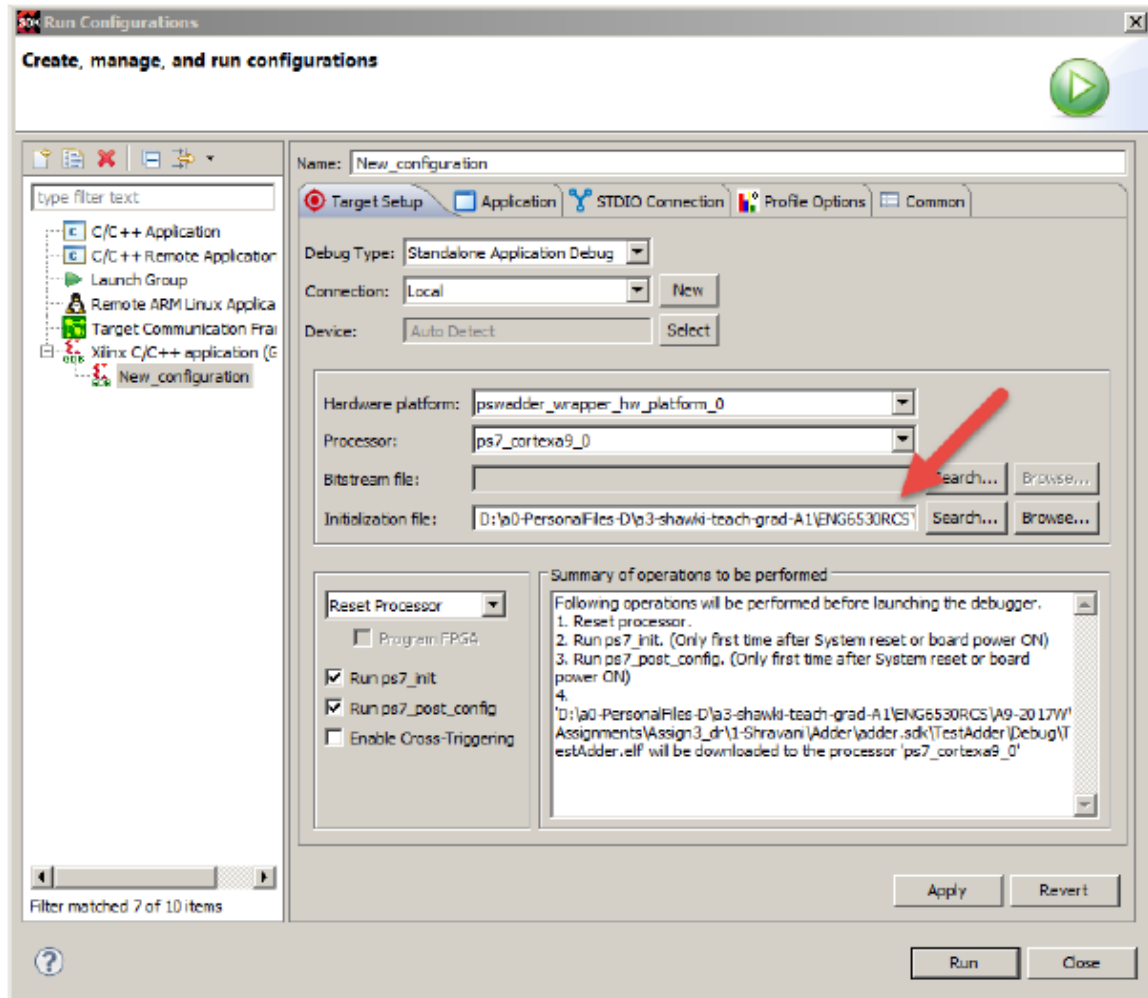 SDK Run Configurations
Create, manage, and run configurations
Name: New_configuration
type filter text
Target Setup Application STDIO Connection Profile Options Common
C/C++ Application
C/C++ Remote Application
Launch Group
Remote ARM Linux Applica
Target Communication Fra
Xilinx C/C++ application (G
New_configuration
Debug Type: Standalone Application Debug
Connection: Local New
Device: Auto Detect Select
Hardware platform: pswadder_wrapper_hw_platform_0
Processor: ps7_cortexa9_0
Bitstream file: Search... Browse...
Initialization file: D:\a0-PersonalFiles-D\a3-shawki-teach-grad-A1\ENG6530RCS\ Search... Browse...
Reset Processor
Program FPGA
Run ps7_init
Run ps7_post_config
Enable Cross-Triggering
Summary of operations to be performed
Following operations will be performed before launching the debugger.
1. Reset processor.
2. Run ps7_init. (Only first time after System reset or board power ON)
3. Run ps7_post_config. (Only first time after System reset or board
power ON)
4.
'D:\a0-PersonalFiles-D\a3-shawki-teach-grad-A1\ENG6530RCS\A9-2017W\
Assignments\Assign3_dr\1-Shravani\Adder\adder.sdk\TestAdder\Debug\T
estAdder.elf' will be downloaded to the processor 'ps7_cortexa9_0'
Apply Revert
Filter matched 7 of 10 items
Run Close